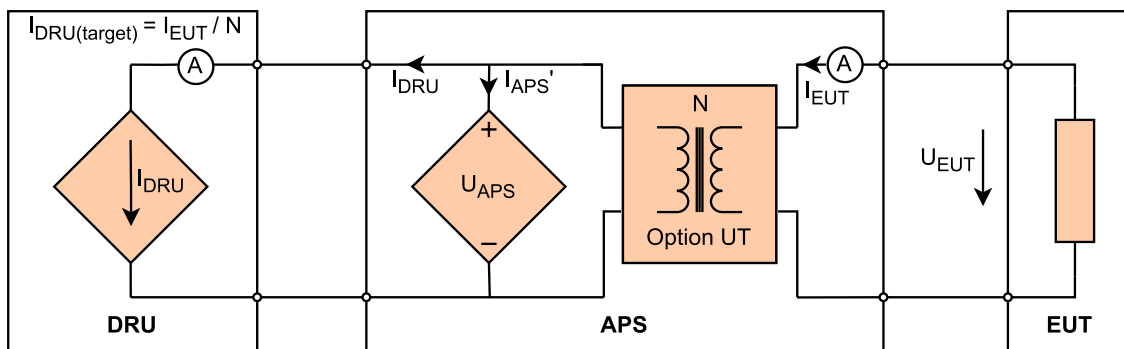 I_DRU(target) = I_EUT / N
A
I_DRU
I_APS'
A
I_EUT
N
I_DRU
+
U_APS
−
Option UT
U_EUT
DRU
APS
EUT